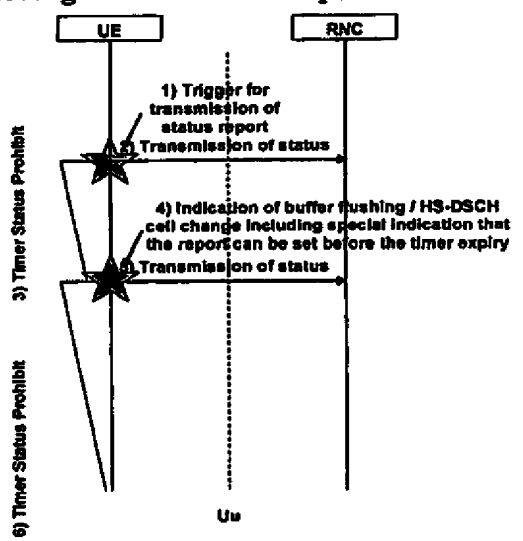 UE
RNC
1) Trigger for
transmission of
status report
2) Transmission of status
3) Timer Status Prohibit
4) Indication of buffer flushing / HS-DSCH
cell change including special indication that
the report can be set before the timer expiry
Transmission of status
6) Timer Status Prohibit
Uu